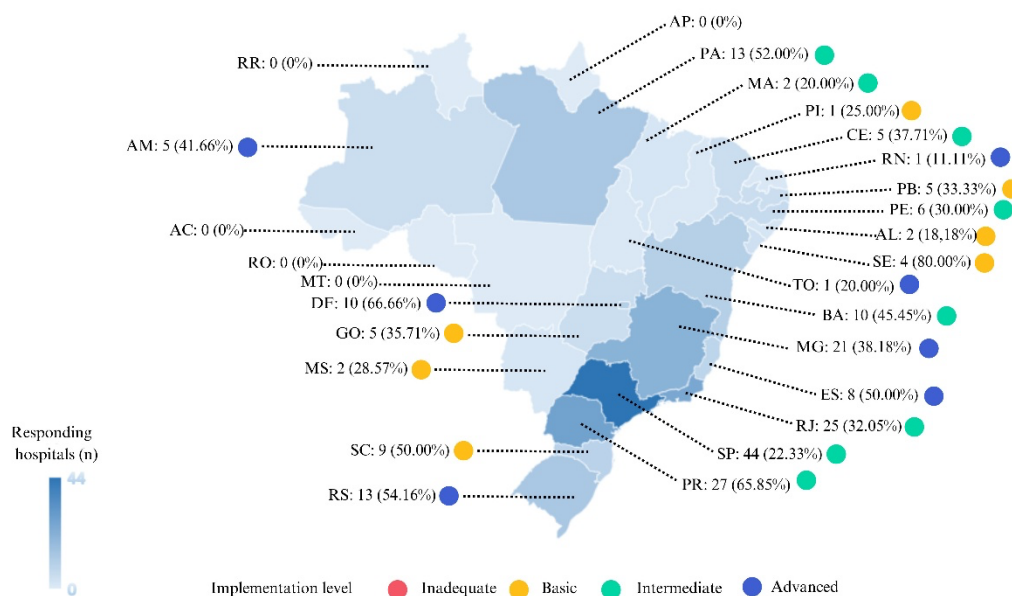 AP: 0 (0%)
PA: 13 (52.00%)
RR: 0 (0%)
MA: 2 (20.00%)
PI: 1 (25.00%)
CE: 5 (37.71%)
AM: 5 (41.66%)
RN: 1 (11.11%)
PB: 5 (33.33%)
PE: 6 (30.00%)
AC: 0 (0%)
AL: 2 (18,18%)
RO: 0 (0%)
SE: 4 (80.00%)
MT: 0 (0%)
TO: 1 (20.00%)
DF: 10 (66.66%)
BA: 10 (45.45%)
GO: 5 (35.71%)
MG: 21 (38.18%)
MS: 2 (28.57%)
ES: 8 (50.00%)
RJ: 25 (32.05%)
Responding
hospitals (n)
SC: 9 (50.00%)
SP: 44 (22.33%)
44
PR: 27 (65.85%)
RS: 13 (54.16%)
0
Implementation level Inadequate Basic Intermediate Advanced